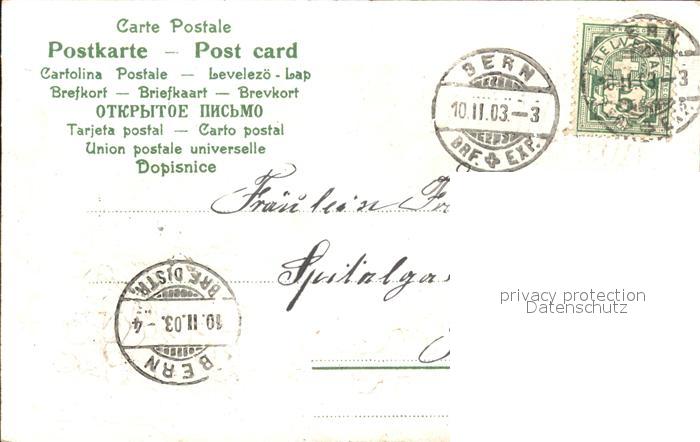 Carte Postale
Postkarte — Post card
Cartolina Postale — Levelezö-Lap
Brefkort — Briefkaart — Brevkort
ОТКРЫТОЕ ПИСЬМО
Tarjeta postal — Carto postal
Union postale universelle
Dopisnice
BERN
10.II.03.–3
BRF. EXP.
BERN
HELVETIA
5
Fräulein
Spitalga
BRF. DISTR.
10.II.03.–4
BERN
privacy protection
Datenschutz